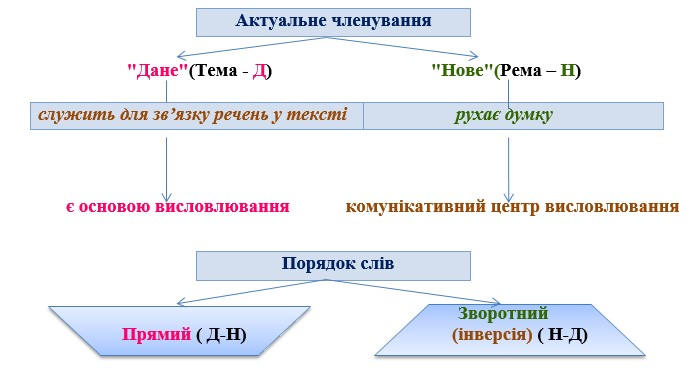 Актуальне членування
"Дане"(Тема - Д)
"Нове"(Рема – Н)
служить для зв’язку речень у тексті
рухає думку
є основою висловлювання
комунікативний центр висловлювання
Порядок слів
Прямий ( Д-Н)
Зворотний
(інверсія) ( Н-Д)